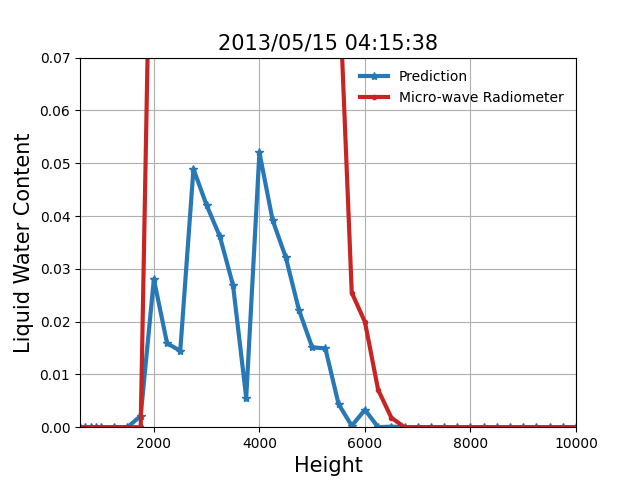 2013/05/15 04:15:38
0.07
0.06
0.05
0.04
0.03
0.02
0.01
0.00
Liquid Water Content
Prediction
Micro-wave Radiometer
2000 4000 6000 8000 10000
Height